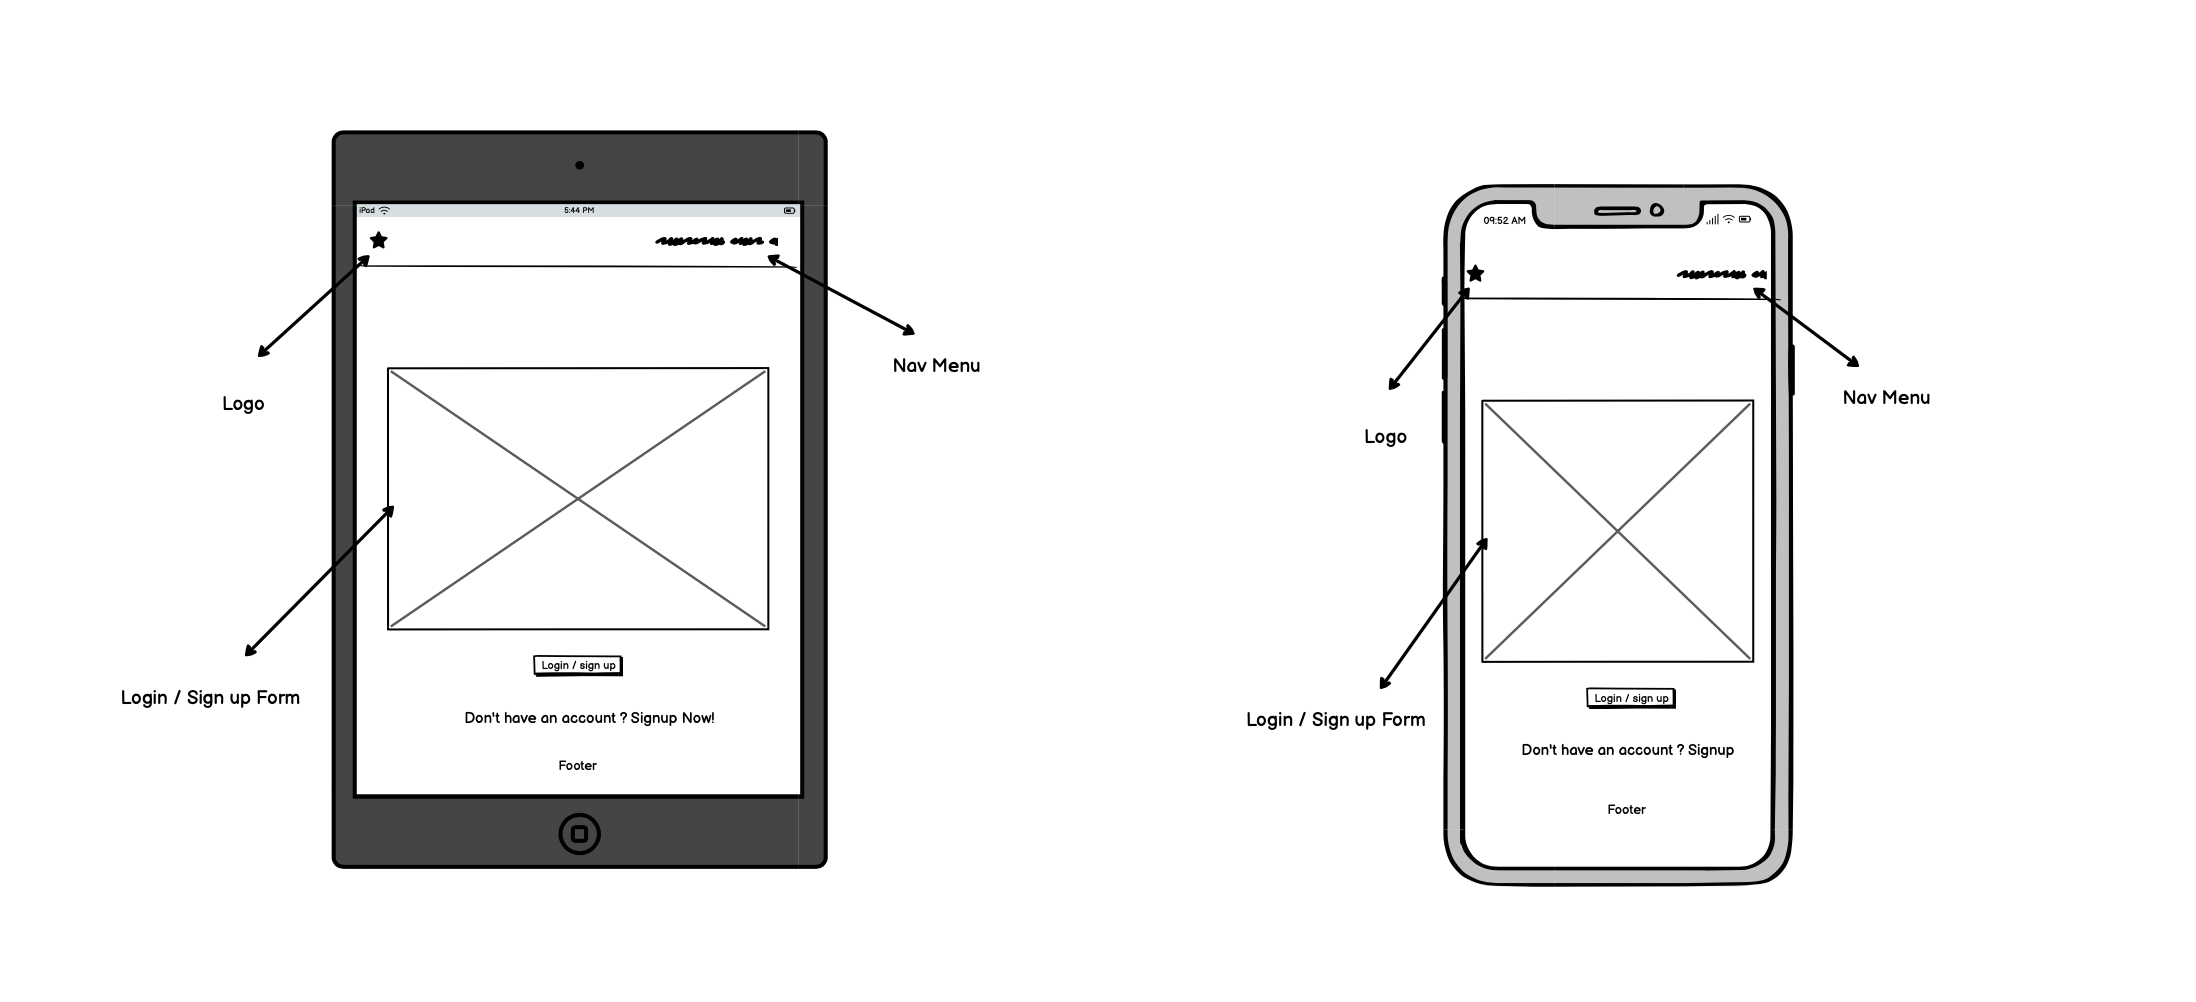 iPad
5:44 PM
Nav Menu
Logo
Login / Sign up Form
Login / sign up
Don't have an account ? Signup Now!
Footer
09:52 AM
Nav Menu
Logo
Login / Sign up Form
Login / sign up
Don't have an account ? Signup
Footer